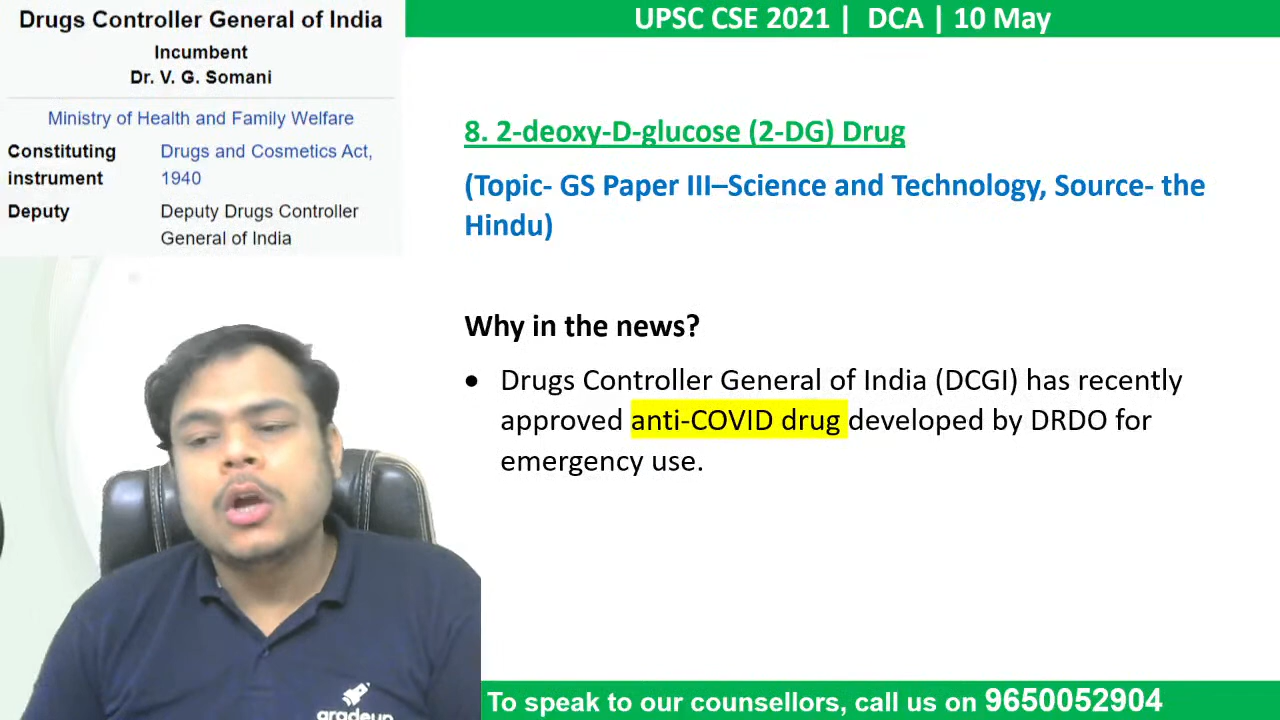 Drugs Controller General of India
Incumbent
Dr. V. G. Somani
Ministry of Health and Family Welfare
Constituting instrument
Drugs and Cosmetics Act, 1940
Deputy
Deputy Drugs Controller General of India
UPSC CSE 2021 | DCA | 10 May
8. 2-deoxy-D-glucose (2-DG) Drug
(Topic- GS Paper III–Science and Technology, Source- the
Hindu)
Why in the news?
• Drugs Controller General of India (DCGI) has recently
approved anti-COVID drug developed by DRDO for
emergency use.
gradeup
To speak to our counsellors, call us on 9650052904